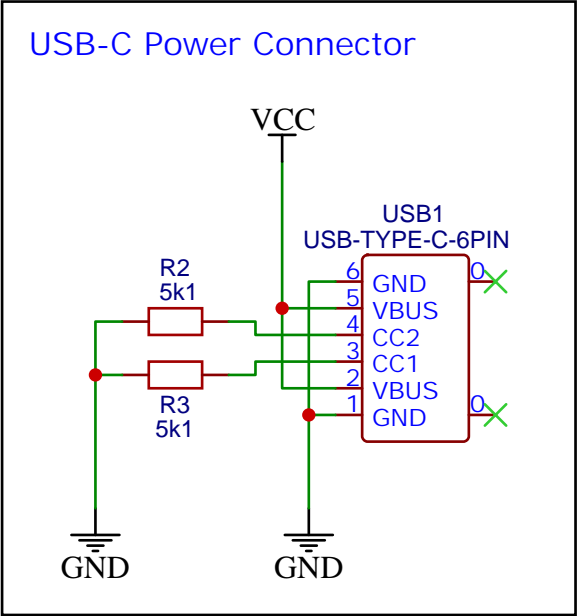 USB-C Power Connector
VCC
USB1
USB-TYPE-C-6PIN
R2
5k1
6 GND 0
5 VBUS
4 CC2
3 CC1
2 VBUS
1 GND 0
R3
5k1
GND
GND